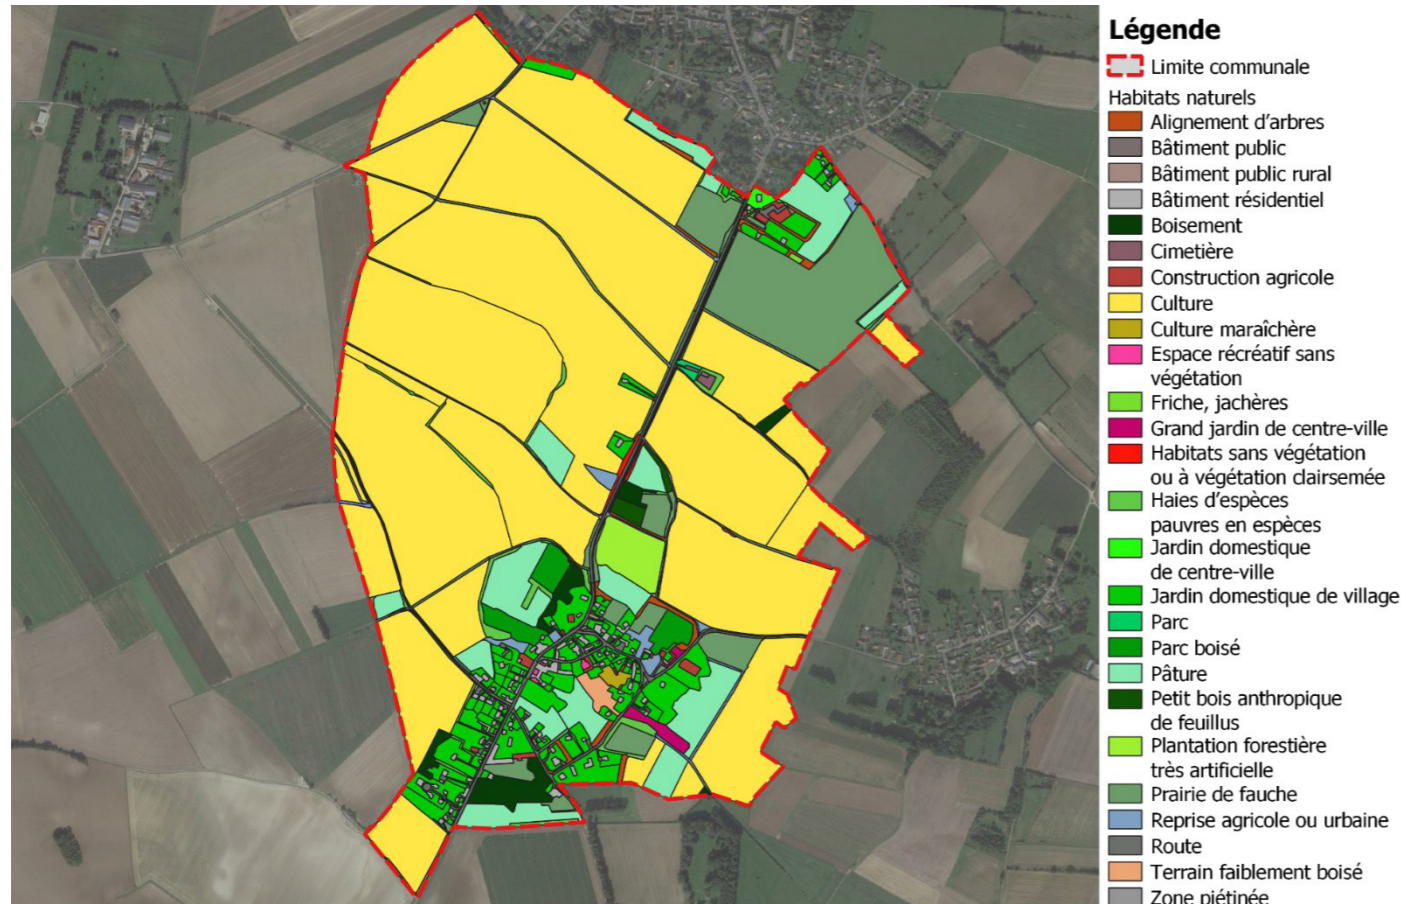 Légende
Limite communale
Habitats naturels
Alignement d'arbres
Bâtiment public
Bâtiment public rural
Bâtiment résidentiel
Boisement
Cimetière
Construction agricole
Culture
Culture maraîchère
Espace récréatif sans
végétation
Friche, jachères
Grand jardin de centre-ville
Habitats sans végétation
ou à végétation clairsemée
Haies d'espèces
pauvres en espèces
Jardin domestique
de centre-ville
Jardin domestique de village
Parc
Parc boisé
Pâture
Petit bois anthropique
de feuillus
Plantation forestière
très artificielle
Prairie de fauche
Reprise agricole ou urbaine
Route
Terrain faiblement boisé
Zone piétinée